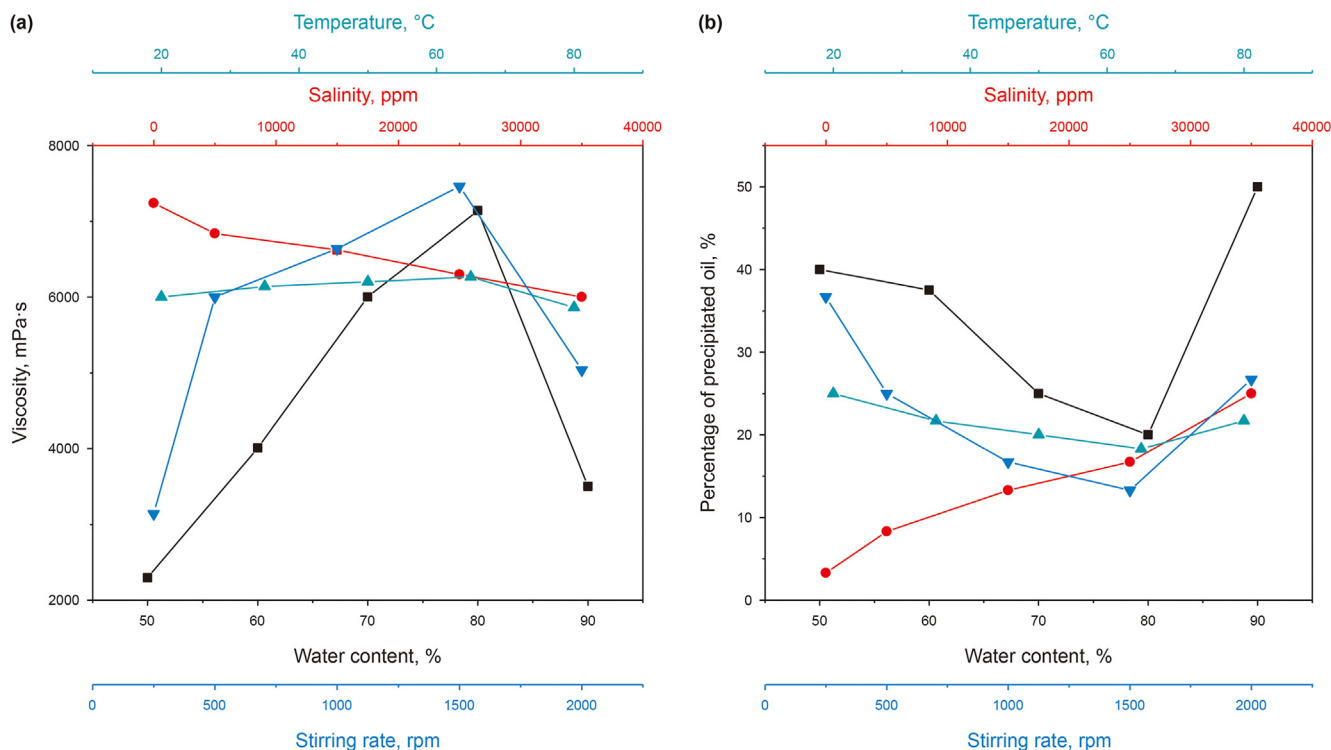 (a)
Temperature, °C
20 40 60 80
Salinity, ppm
0 10000 20000 30000 40000
Viscosity, mPa·s
8000
6000
4000
2000
50 60 70 80 90
Water content, %
0 500 1000 1500 2000
Stirring rate, rpm
(b)
Temperature, °C
20 40 60 80
Salinity, ppm
0 10000 20000 30000 40000
Percentage of precipitated oil, %
50
40
30
20
10
0
50 60 70 80 90
Water content, %
0 500 1000 1500 2000
Stirring rate, rpm